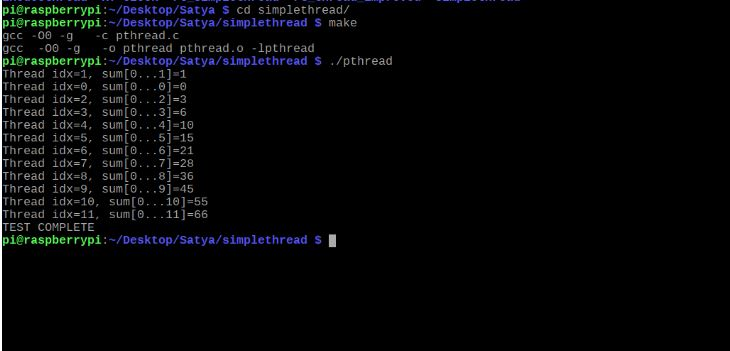 pi@raspberrypi:~/Desktop/Satya $ cd simplethread/
pi@raspberrypi:~/Desktop/Satya/simplethread $ make
gcc -O0 -g   -c pthread.c
gcc  -O0 -g   -o pthread pthread.o -lpthread
pi@raspberrypi:~/Desktop/Satya/simplethread $ ./pthread
Thread idx=1, sum[0...1]=1
Thread idx=0, sum[0...0]=0
Thread idx=2, sum[0...2]=3
Thread idx=3, sum[0...3]=6
Thread idx=4, sum[0...4]=10
Thread idx=5, sum[0...5]=15
Thread idx=6, sum[0...6]=21
Thread idx=7, sum[0...7]=28
Thread idx=8, sum[0...8]=36
Thread idx=9, sum[0...9]=45
Thread idx=10, sum[0...10]=55
Thread idx=11, sum[0...11]=66
TEST COMPLETE
pi@raspberrypi:~/Desktop/Satya/simplethread $